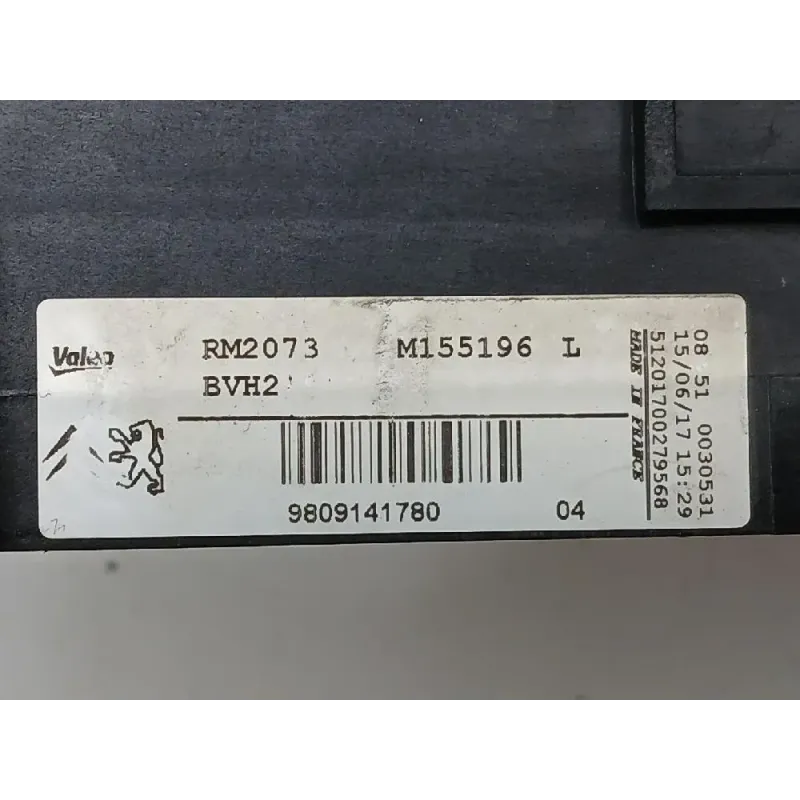 Valeo
RM2073 M155196 L
BVH2
9809141780 04
MADE IN FRANCE
51201700279568
15/06/17 15:29
08 51 0030531